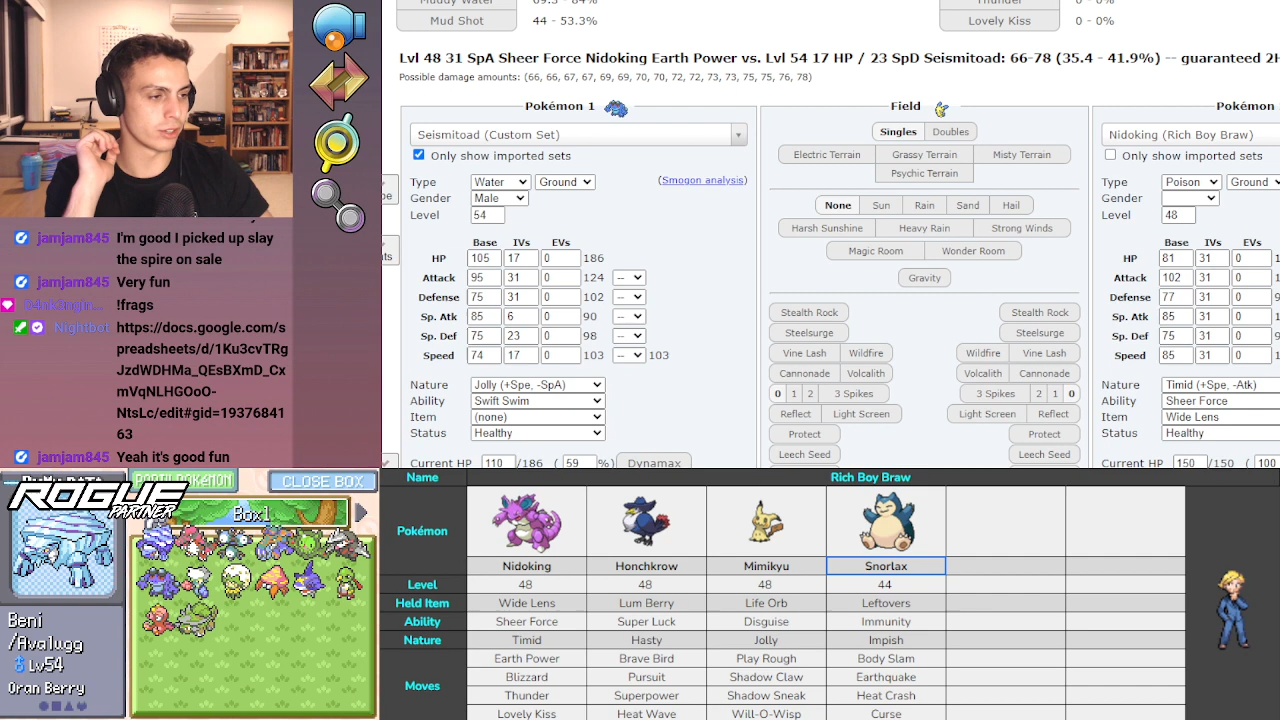 jamjam845 I'm good I picked up slay
the spire on sale
jamjam845 Very fun
!frags
Nightbot https://docs.google.com/s
preadsheets/d/1Ku3cvTRg
JzdWDHMa_QEsBXmD_Cx
mVqNLHGOoO-
NtsLc/edit#gid=19376841
63
jamjam845 Yeah it's good fun
Muddy Water
Mud Shot 44 - 53.3%
Thunder 0 - 0%
Lovely Kiss 0 - 0%
Lvl 48 31 SpA Sheer Force Nidoking Earth Power vs. Lvl 54 17 HP / 23 SpD Seismitoad: 66-78 (35.4 - 41.9%) -- guaranteed 2H
Possible damage amounts: (66, 66, 67, 67, 69, 69, 70, 70, 72, 72, 73, 73, 75, 75, 76, 78)
Pokémon 1
Seismitoad (Custom Set)
Only show imported sets
Type Water Ground (Smogon analysis)
Gender Male
Level 54
Base IVs EVs
HP 105 17 0 186
Attack 95 31 0 124 --
Defense 75 31 0 102 --
Sp. Atk 85 6 0 90 --
Sp. Def 75 23 0 98 --
Speed 74 17 0 103 -- 103
Nature Jolly (+Spe, -SpA)
Ability Swift Swim
Item (none)
Status Healthy
Current HP 110 /186 ( 59 %) Dynamax
Field
Singles Doubles
Electric Terrain Grassy Terrain Misty Terrain
Psychic Terrain
None Sun Rain Sand Hail
Harsh Sunshine Heavy Rain Strong Winds
Magic Room Wonder Room
Gravity
Stealth Rock Stealth Rock
Steelsurge Steelsurge
Vine Lash Wildfire Wildfire Vine Lash
Cannonade Volcalith Volcalith Cannonade
0 1 2 3 Spikes 3 Spikes 2 1 0
Reflect Light Screen Light Screen Reflect
Protect Protect
Leech Seed Leech Seed
Pokémon
Nidoking (Rich Boy Braw)
Only show imported sets
Type Poison Ground
Gender
Level 48
Base IVs EVs
HP 81 31 0
Attack 102 31 0
Defense 77 31 0
Sp. Atk 85 31 0
Sp. Def 75 31 0
Speed 85 31 0
Nature Timid (+Spe, -Atk)
Ability Sheer Force
Item Wide Lens
Status Healthy
Current HP 150 /150 ( 100
PARTY POKéMON CLOSE BOX
ROGUE
PARTNER
Box1
Beni
/Avalugg
♂ Lv54
Oran Berry
Name Rich Boy Braw
Pokémon Nidoking Honchkrow Mimikyu Snorlax
Level 48 48 48 44
Held Item Wide Lens Lum Berry Life Orb Leftovers
Ability Sheer Force Super Luck Disguise Immunity
Nature Timid Hasty Jolly Impish
Moves Earth Power Brave Bird Play Rough Body Slam
Blizzard Pursuit Shadow Claw Earthquake
Thunder Superpower Shadow Sneak Heat Crash
Lovely Kiss Heat Wave Will-O-Wisp Curse